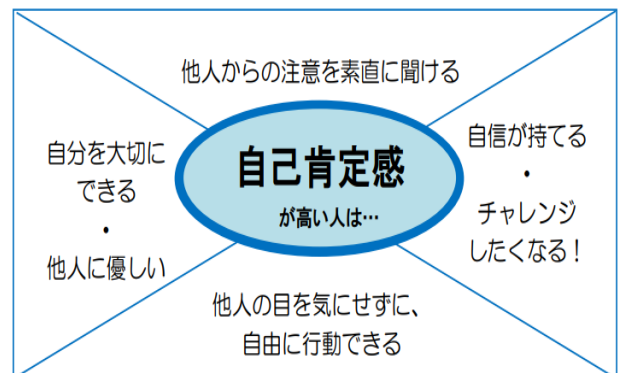 他人からの注意を素直に聞ける
自分を大切に
できる
・
他人に優しい
自己肯定感
が高い人は…
自信が持てる
・
チャレンジ
したくなる！
他人の目を気にせずに、
自由に行動できる